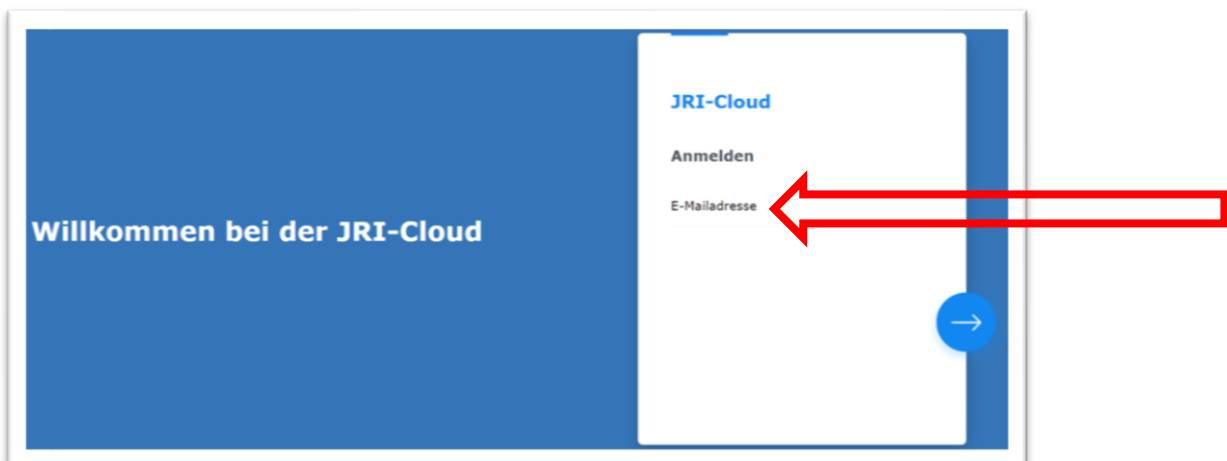 JRI-Cloud
Anmelden
E-Mailadresse
Willkommen bei der JRI-Cloud